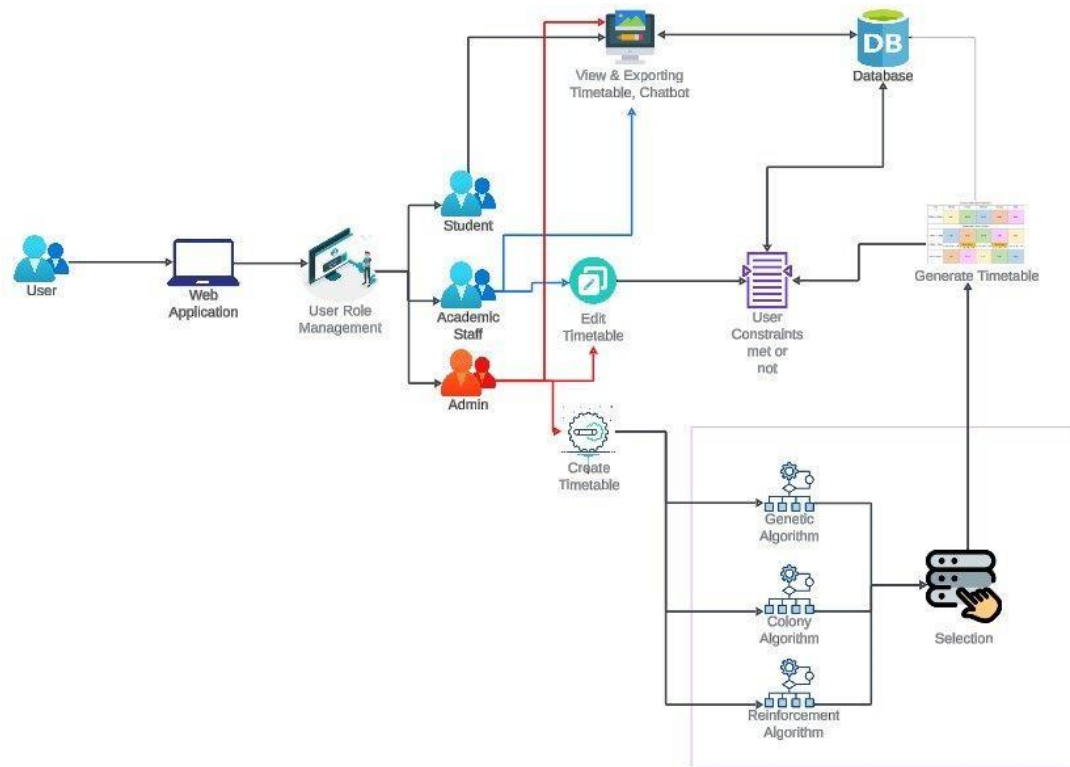 View & Exporting
Timetable, Chatbot
DB
Database
Student
User
Web
Application
User Role
Management
Academic
Staff
Edit
Timetable
User
Constraints
met or
not
Generate Timetable
Admin
Create
Timetable
Genetic
Algorithm
Colony
Algorithm
Selection
Reinforcement
Algorithm